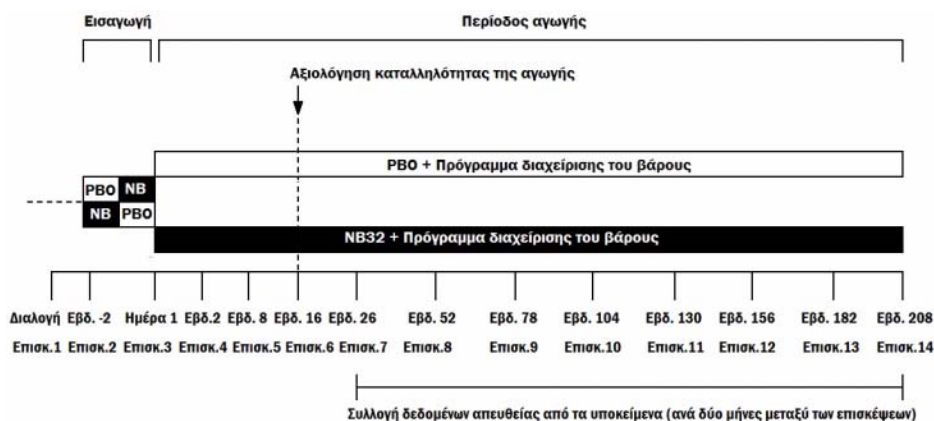 Εισαγωγή Περίοδος αγωγής
Αξιολόγηση καταλληλότητας της αγωγής
PBO + Πρόγραμμα διαχείρισης του βάρους
PBO NB
NB PBO
NB32 + Πρόγραμμα διαχείρισης του βάρους
Διαλογή Εβδ. -2 Ημέρα 1 Εβδ.2 Εβδ. 8 Εβδ. 16 Εβδ. 26 Εβδ. 52 Εβδ. 78 Εβδ. 104 Εβδ. 130 Εβδ. 156 Εβδ. 182 Εβδ. 208
Επισκ.1 Επισκ.2 Επισκ.3 Επισκ.4 Επισκ.5 Επισκ.6 Επισκ.7 Επισκ.8 Επισκ.9 Επισκ.10 Επισκ.11 Επισκ.12 Επισκ.13 Επισκ.14
Συλλογή δεδομένων απευθείας από τα υποκείμενα (ανά δύο μήνες μεταξύ των επισκέψεων)